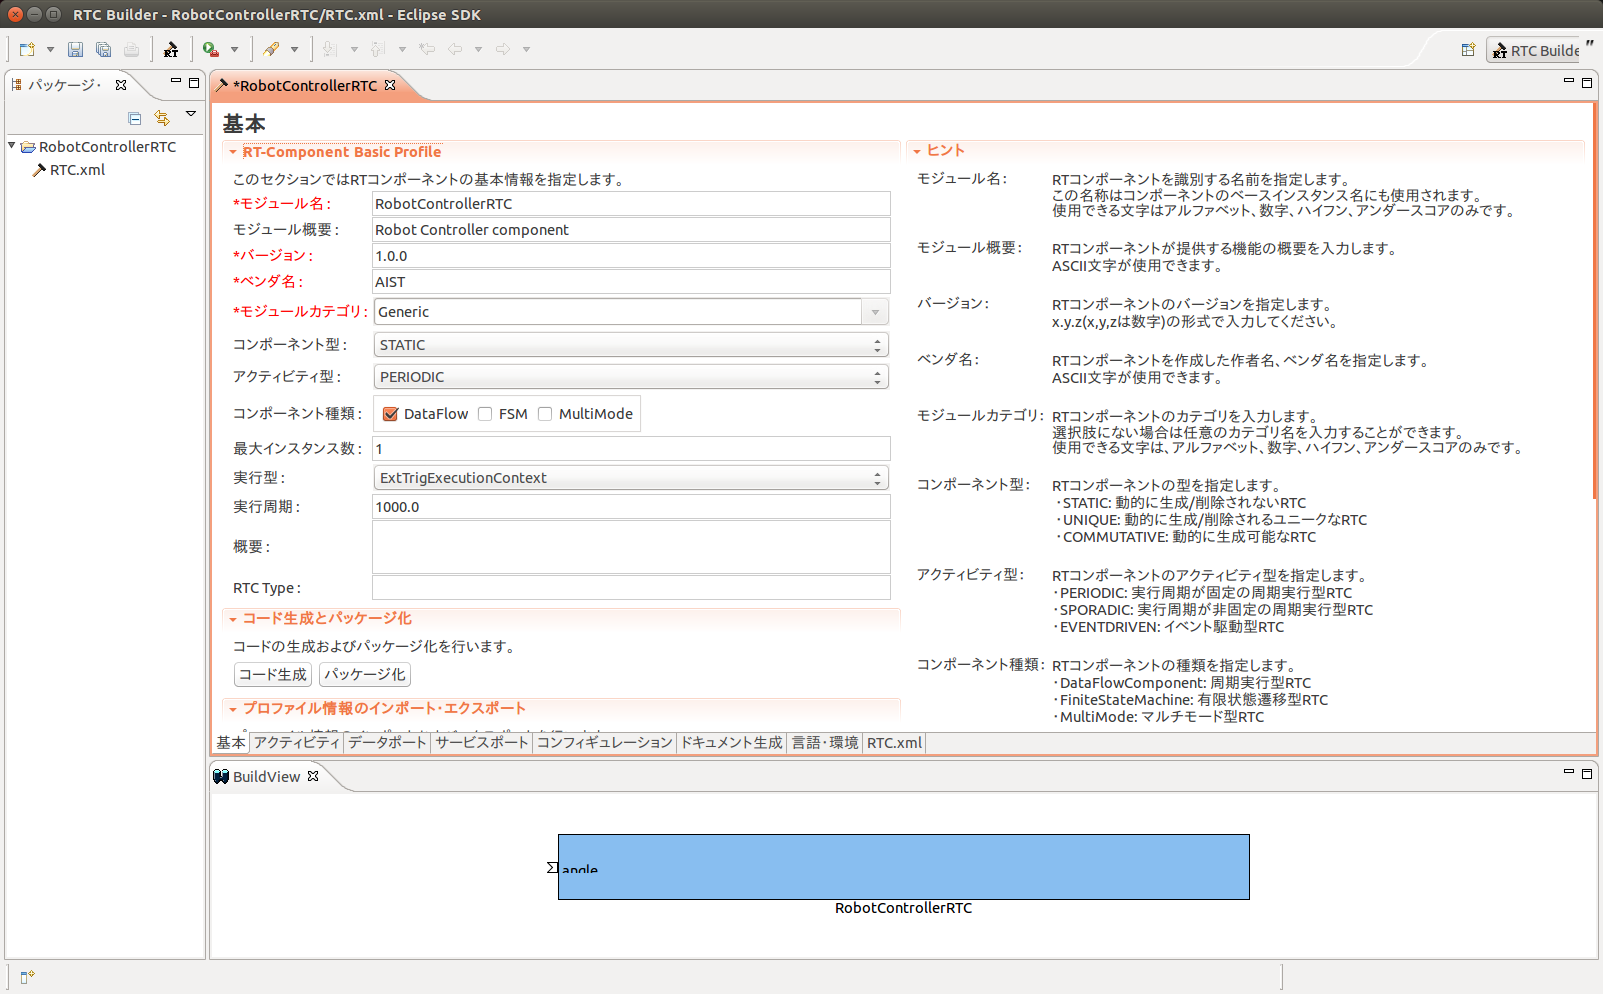 RTC Builder - RobotControllerRTC/RTC.xml - Eclipse SDK
RT
RT RTC Builde "
パッケージ・
RobotControllerRTC
RTC.xml
*RobotControllerRTC
基本
RT-Component Basic Profile
このセクションではRTコンポーネントの基本情報を指定します。
*モジュール名: RobotControllerRTC
モジュール概要: Robot Controller component
*バージョン: 1.0.0
*ベンダ名: AIST
*モジュールカテゴリ: Generic
コンポーネント型: STATIC
アクティビティ型: PERIODIC
コンポーネント種類: DataFlow FSM MultiMode
最大インスタンス数: 1
実行型: ExtTrigExecutionContext
実行周期: 1000.0
概要:
RTC Type:
コード生成とパッケージ化
コードの生成およびパッケージ化を行います。
コード生成 パッケージ化
プロファイル情報のインポート・エクスポート
ヒント
モジュール名: RTコンポーネントを識別する名前を指定します。
この名称はコンポーネントのベースインスタンス名にも使用されます。
使用できる文字はアルファベット、数字、ハイフン、アンダースコアのみです。
モジュール概要: RTコンポーネントが提供する機能の概要を入力します。
ASCII文字が使用できます。
バージョン: RTコンポーネントのバージョンを指定します。
x.y.z(x,y,zは数字)の形式で入力してください。
ベンダ名: RTコンポーネントを作成した作者名、ベンダ名を指定します。
ASCII文字が使用できます。
モジュールカテゴリ: RTコンポーネントのカテゴリを入力します。
選択肢にない場合は任意のカテゴリ名を入力することができます。
使用できる文字は、アルファベット、数字、ハイフン、アンダースコアのみです。
コンポーネント型: RTコンポーネントの型を指定します。
・STATIC: 動的に生成/削除されないRTC
・UNIQUE: 動的に生成/削除されるユニークなRTC
・COMMUTATIVE: 動的に生成可能なRTC
アクティビティ型: RTコンポーネントのアクティビティ型を指定します。
・PERIODIC: 実行周期が固定の周期実行型RTC
・SPORADIC: 実行周期が非固定の周期実行型RTC
・EVENTDRIVEN: イベント駆動型RTC
コンポーネント種類: RTコンポーネントの種類を指定します。
・DataFlowComponent: 周期実行型RTC
・FiniteStateMachine: 有限状態遷移型RTC
・MultiMode: マルチモード型RTC
基本 アクティビティ データポート サービスポート コンフィギュレーション ドキュメント生成 言語・環境 RTC.xml
BuildView
angle
RobotControllerRTC